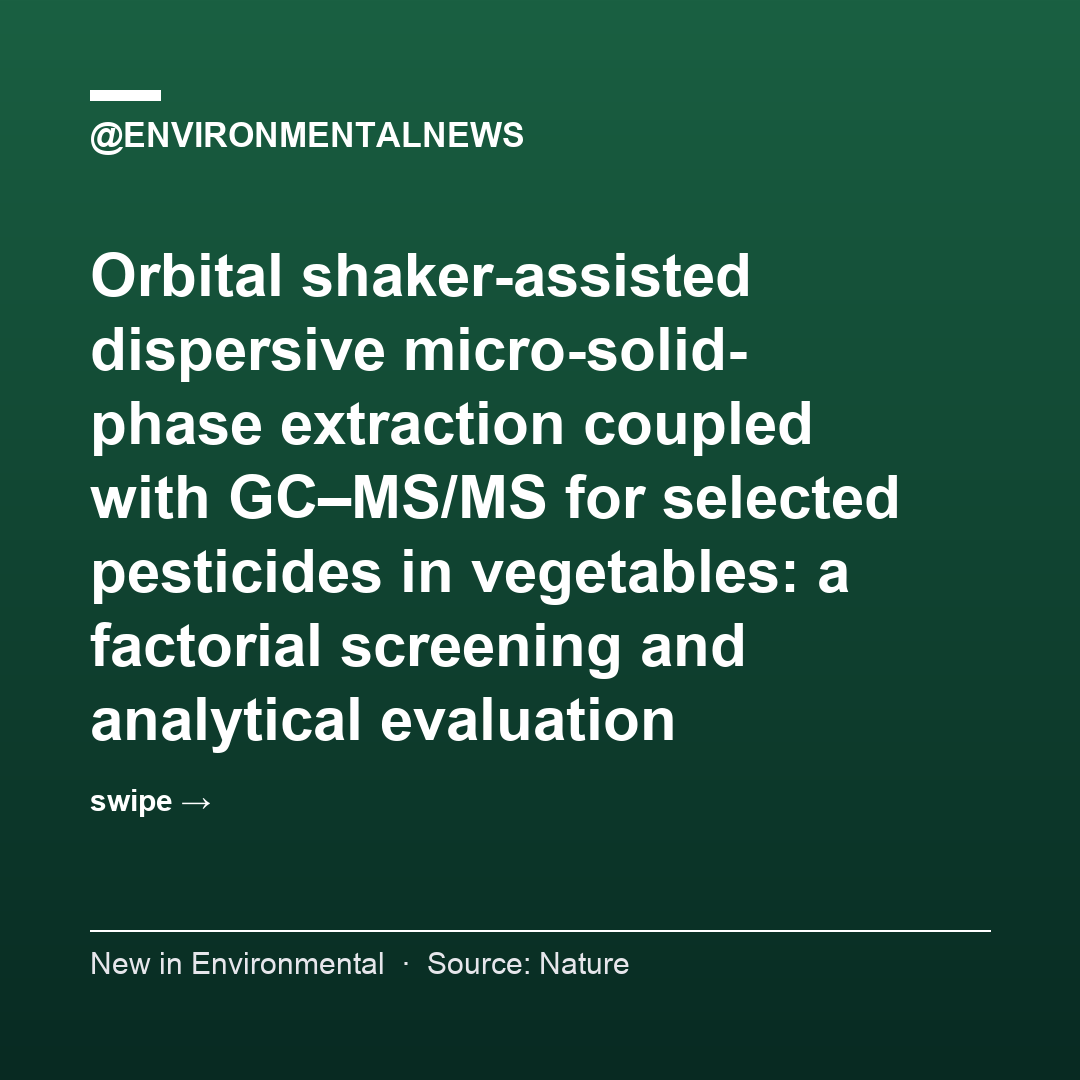 @ENVIRONMENTALNEWS
Orbital shaker-assisted
dispersive micro-solid-
phase extraction coupled
with GC–MS/MS for selected
pesticides in vegetables: a
factorial screening and
analytical evaluation
swipe →
New in Environmental · Source: Nature